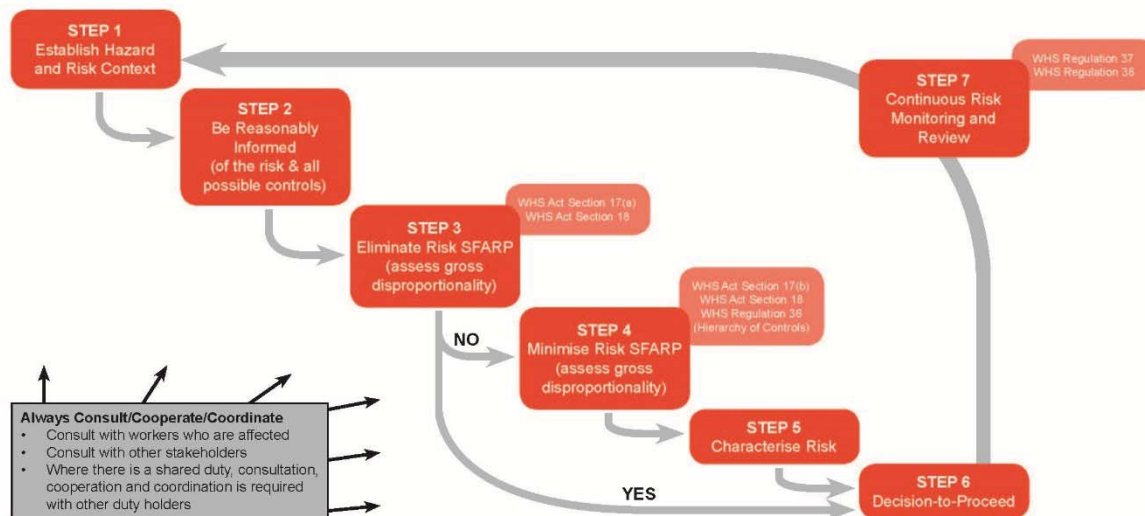 STEP 1
Establish Hazard
and Risk Context
STEP 2
Be Reasonably
Informed
(of the risk & all
possible controls)
WHS Act Section 17(a)
WHS Act Section 18
STEP 3
Eliminate Risk SFARP
(assess gross
disproportionality)
WHS Act Section 17(b)
WHS Act Section 18
WHS Regulation 36
(Hierarchy of Controls)
NO
STEP 4
Minimise Risk SFARP
(assess gross
disproportionality)
STEP 5
Characterise Risk
YES
STEP 6
Decision-to-Proceed
WHS Regulation 37
WHS Regulation 38
STEP 7
Continuous Risk
Monitoring and
Review
Always Consult/Cooperate/Coordinate
• Consult with workers who are affected
• Consult with other stakeholders
• Where there is a shared duty, consultation,
cooperation and coordination is required
with other duty holders